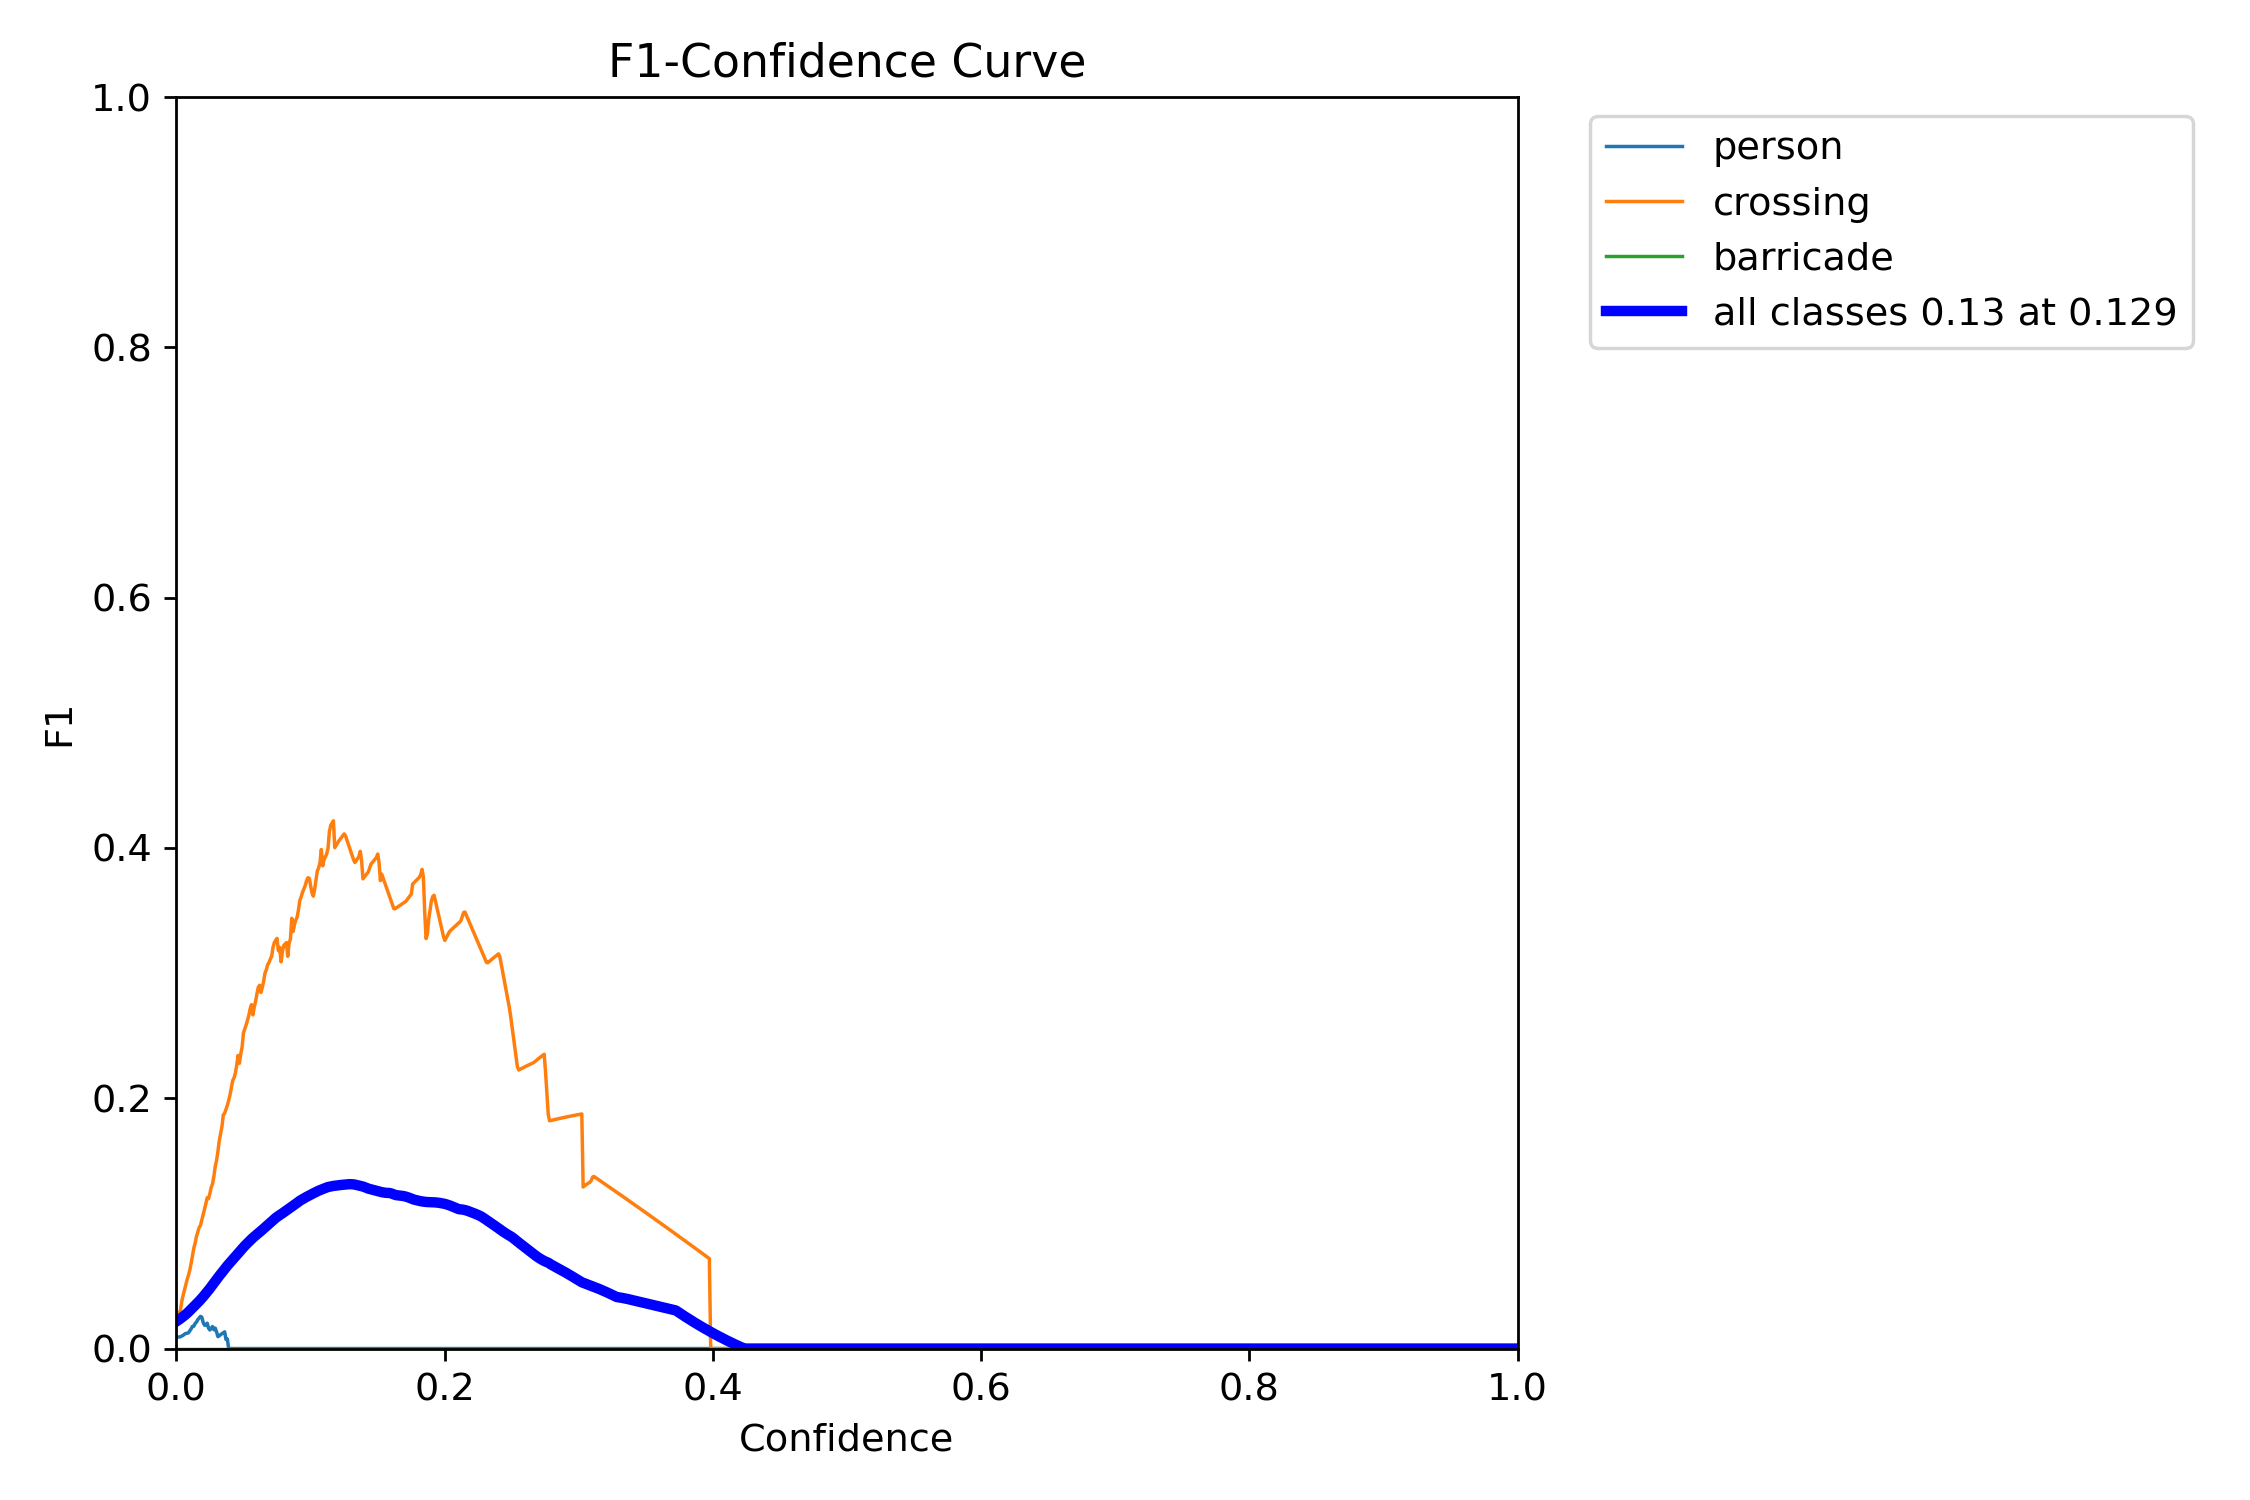 F1-Confidence Curve
1.0
0.8
0.6
0.4
0.2
0.0
F1
0.0 0.2 0.4 0.6 0.8 1.0
Confidence
person
crossing
barricade
all classes 0.13 at 0.129